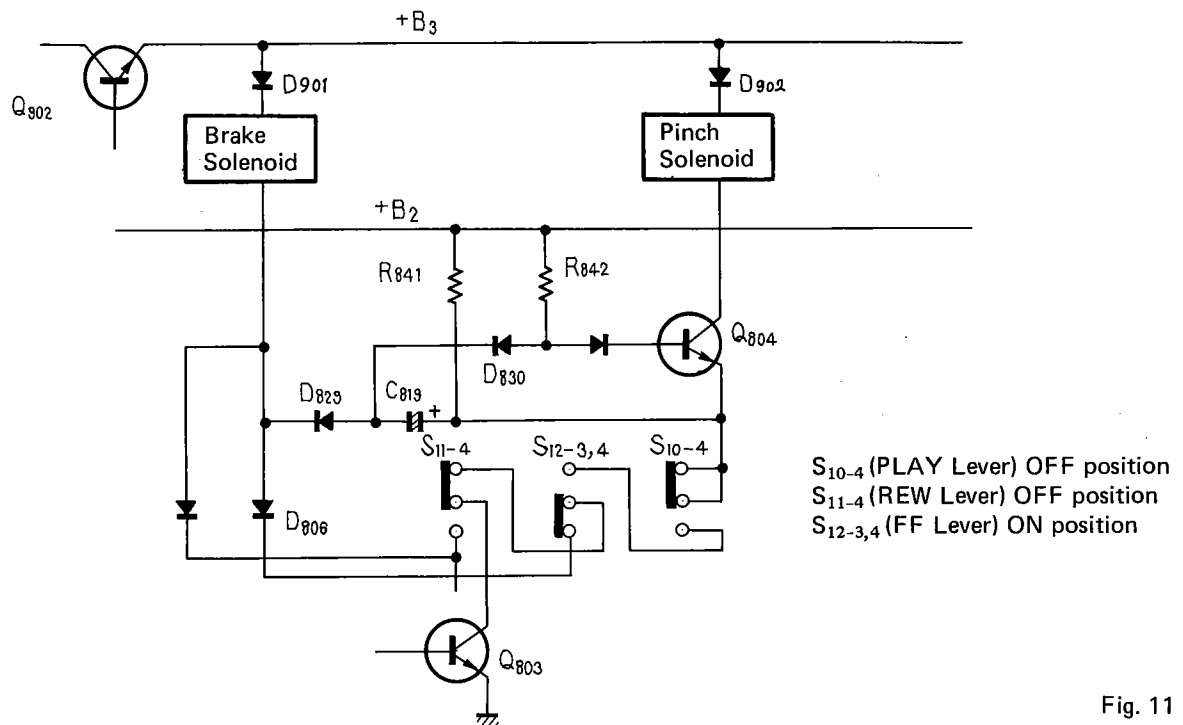 +B3
D901
D902
Q902
Brake
Solenoid
Pinch
Solenoid
+B2
R841
R842
Q804
D830
D829
C819
+
S11-4
S12-3,4
S10-4
S10-4 (PLAY Lever) OFF position
S11-4 (REW Lever) OFF position
S12-3,4 (FF Lever) ON position
D806
Q803
Fig. 11